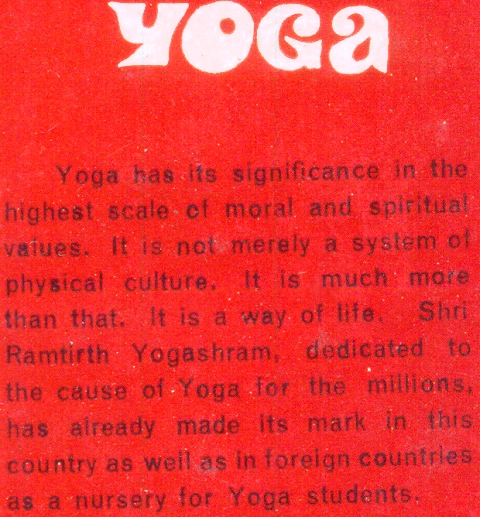 YOGA
Yoga has its significance in the
highest scale of moral and spiritual
values. It is not merely a system of
physical culture. It is much more
than that. It is a way of life. Shri
Ramtirth Yogashram, dedicated to
the cause of Yoga for the millions,
has already made its mark in this
country as well as in foreign countries
as a nursery for Yoga students.